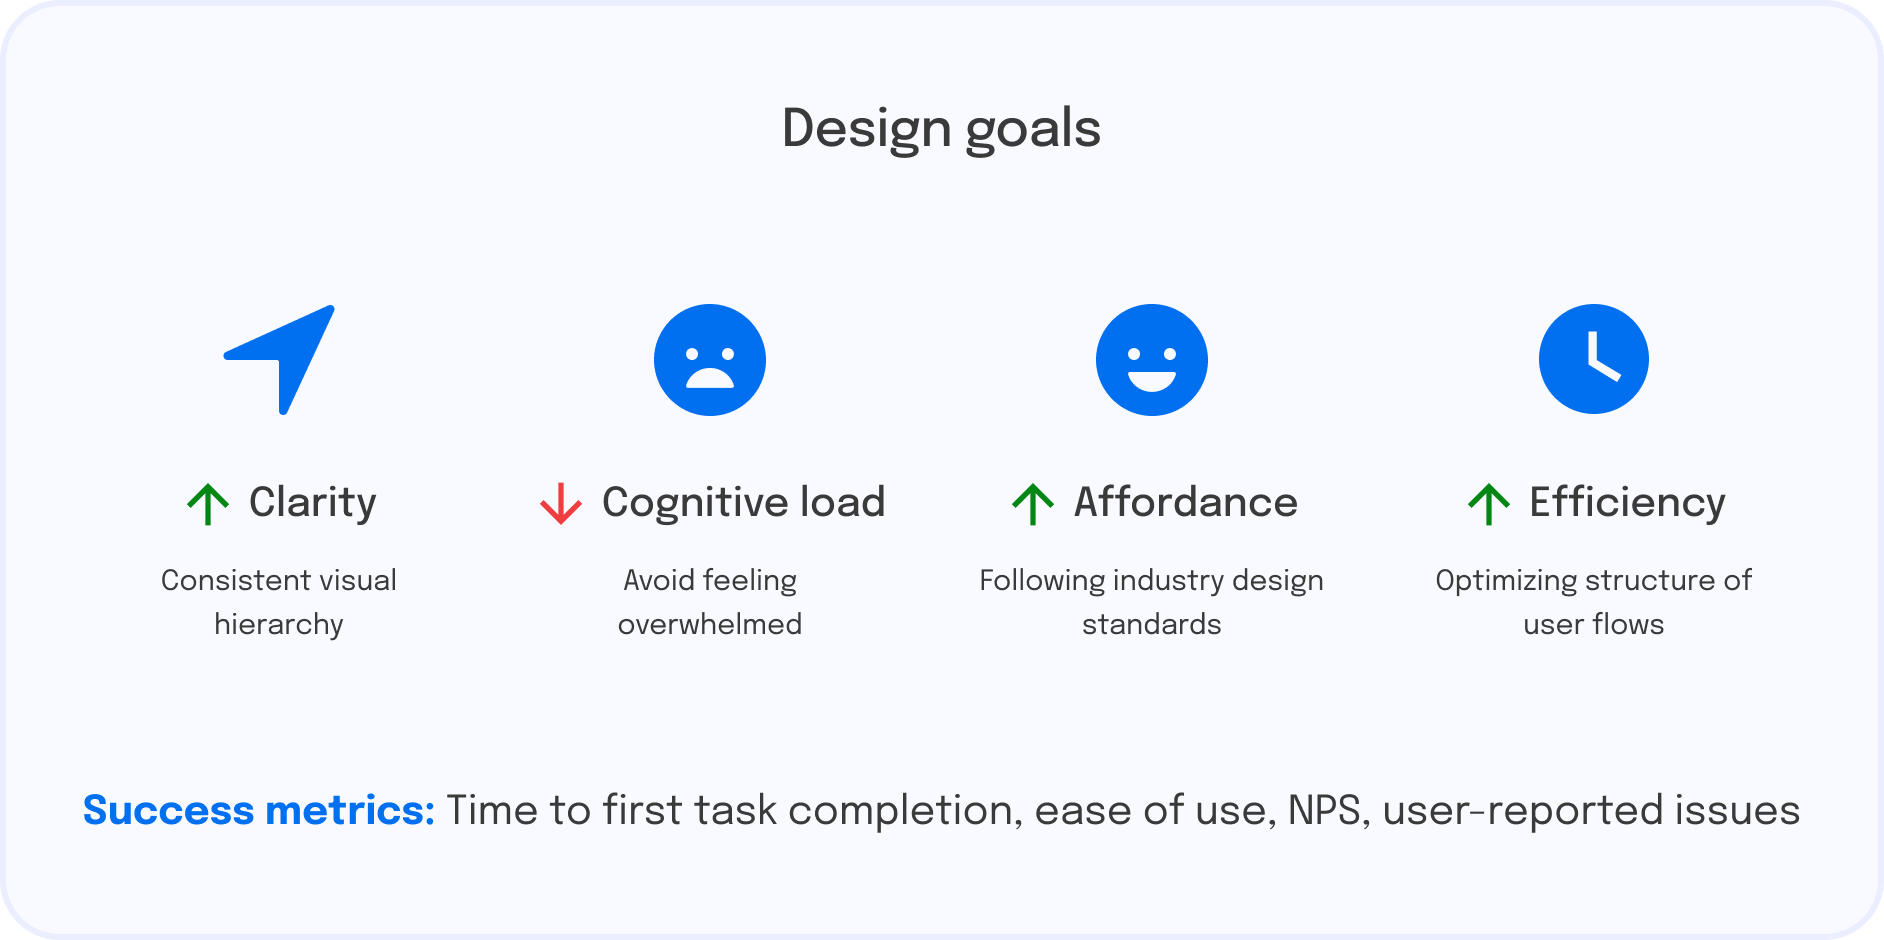 Design goals
Clarity
Consistent visual
hierarchy
Cognitive load
Avoid feeling
overwhelmed
Affordance
Following industry design
standards
Efficiency
Optimizing structure of
user flows
Success metrics: Time to first task completion, ease of use, NPS, user-reported issues